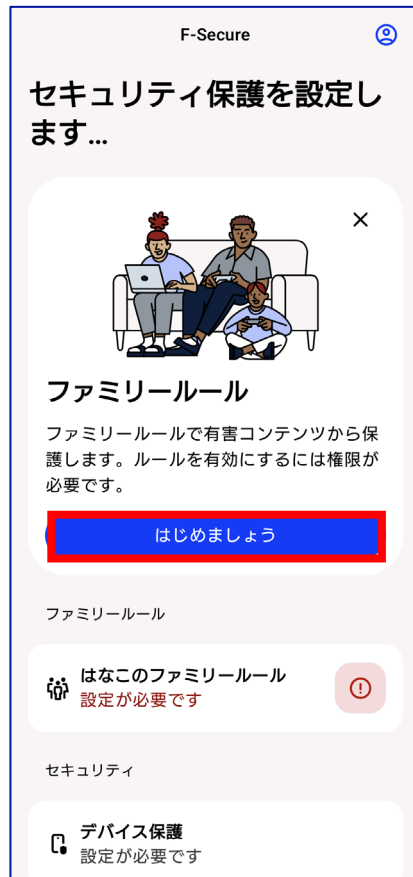 F-Secure
セキュリティ保護を設定し
ます...
ファミリールール
ファミリールールで有害コンテンツから保
護します。ルールを有効にするには権限が
必要です。
はじめましょう
ファミリールール
はなこのファミリールール
設定が必要です
セキュリティ
デバイス保護
設定が必要です